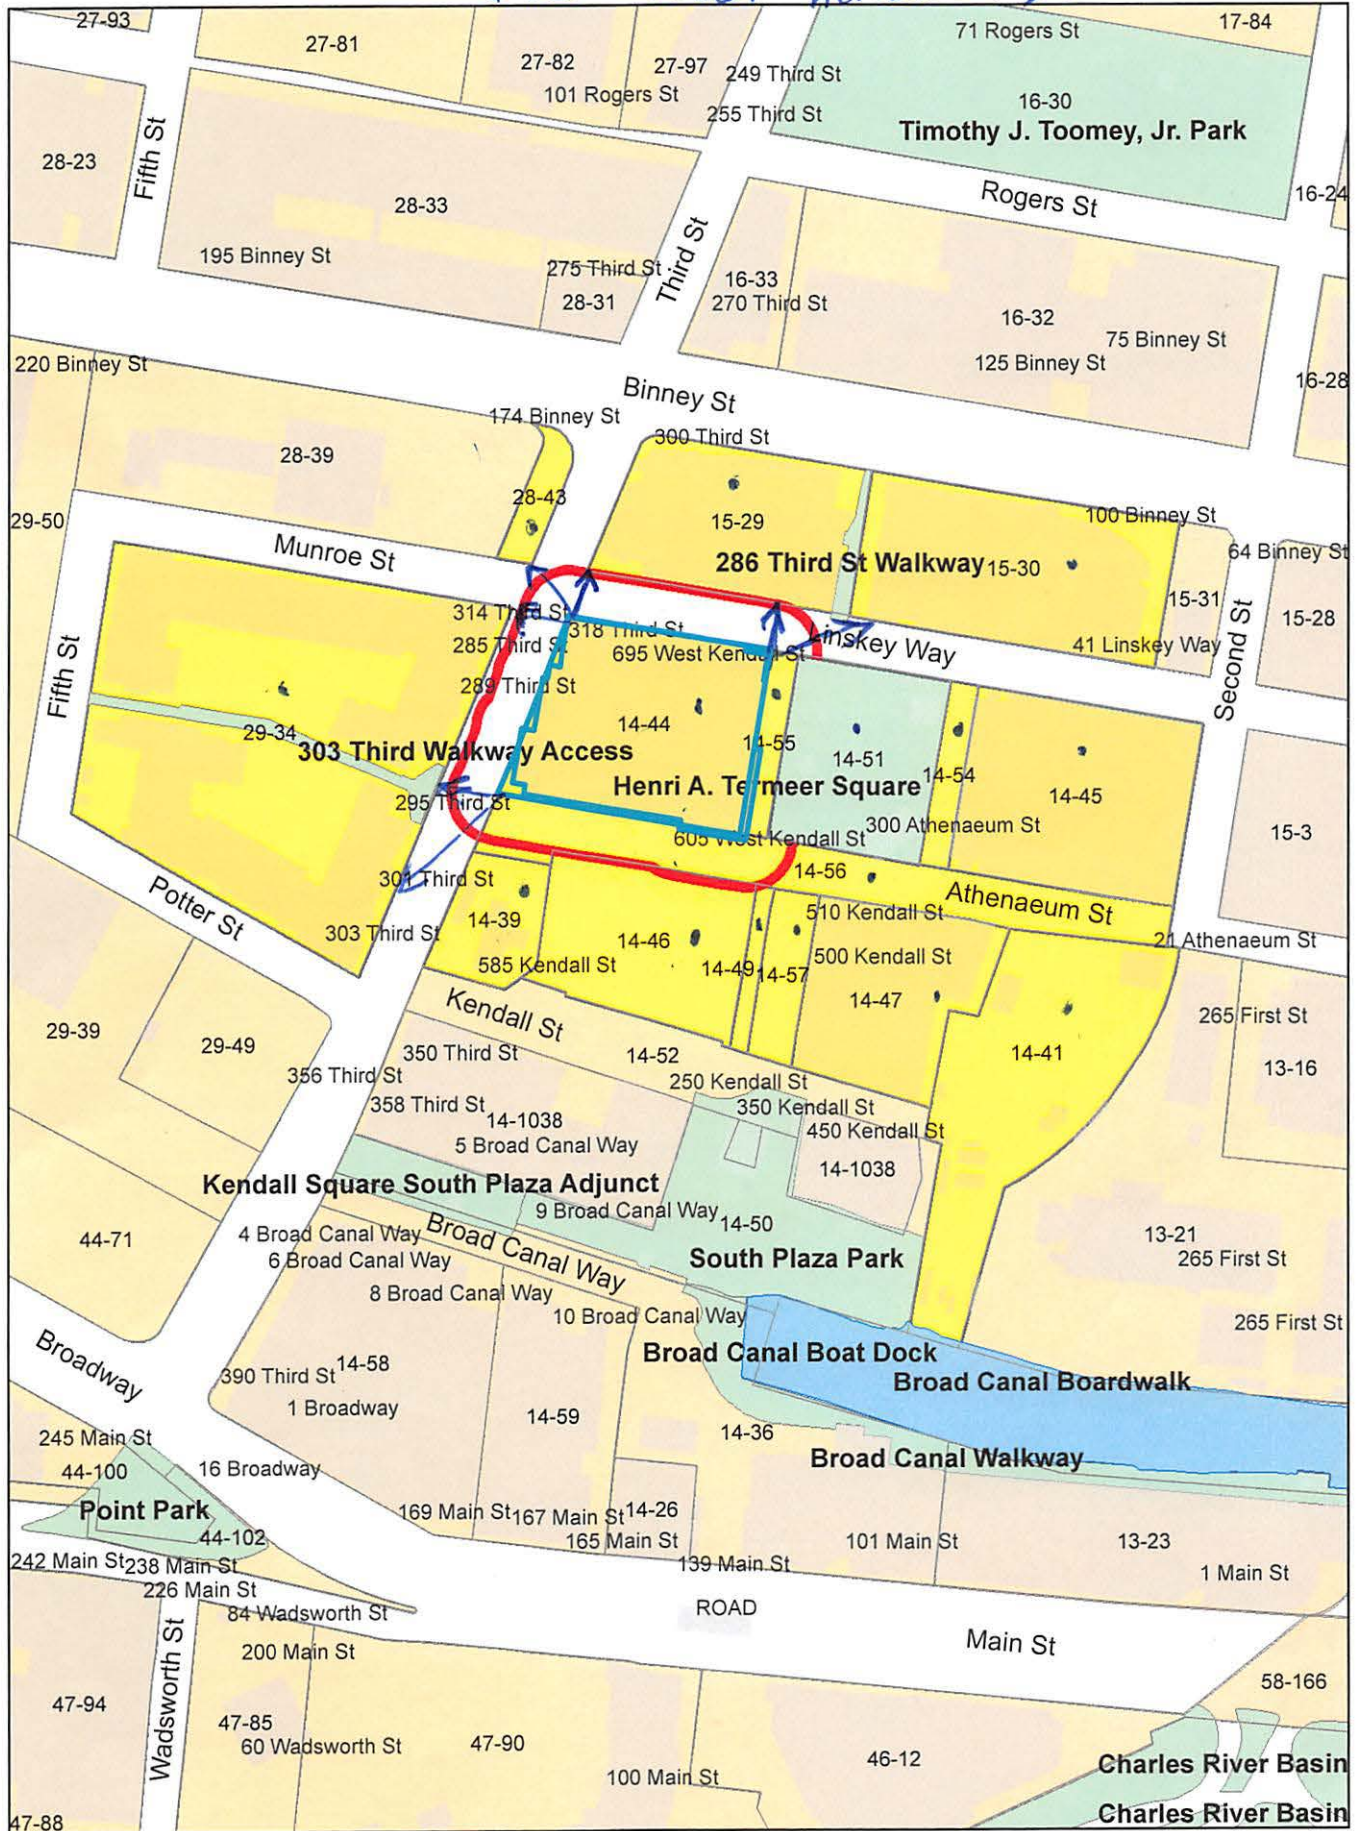 27-93
27-81
27-82
27-97
101 Rogers St
249 Third St
255 Third St
71 Rogers St
17-84
16-30
Timothy J. Toomey, Jr. Park
28-23
Fifth St
28-33
195 Binney St
275 Third St
28-31
Third St
Rogers St
16-24
16-33
270 Third St
16-32
75 Binney St
125 Binney St
16-28
220 Binney St
Binney St
174 Binney St
300 Third St
28-39
28-43
15-29
100 Binney St
29-50
Munroe St
286 Third St Walkway
15-30
64 Binney St
15-31
15-28
314 Third St
318 Third St
285 Third St
695 West Kendall St
Linskey Way
41 Linskey Way
Second St
Fifth St
289 Third St
14-44
29-34
303 Third Walkway Access
14-55
14-51
14-54
14-45
Henri A. Termeer Square
295 Third St
605 West Kendall St
300 Athenaeum St
15-3
301 Third St
14-56
Athenaeum St
Potter St
303 Third St
14-39
14-46
510 Kendall St
21 Athenaeum St
585 Kendall St
14-49
14-57
500 Kendall St
14-47
Kendall St
29-39
29-49
265 First St
14-41
13-16
350 Third St
14-52
356 Third St
250 Kendall St
358 Third St
14-1038
350 Kendall St
450 Kendall St
5 Broad Canal Way
14-1038
Kendall Square South Plaza Adjunct
9 Broad Canal Way
14-50
44-71
4 Broad Canal Way
Broad Canal Way
13-21
6 Broad Canal Way
South Plaza Park
265 First St
8 Broad Canal Way
10 Broad Canal Way
265 First St
Broadway
Broad Canal Boat Dock
390 Third St
14-58
Broad Canal Boardwalk
1 Broadway
14-59
14-36
245 Main St
Broad Canal Walkway
44-100
16 Broadway
Point Park
169 Main St
167 Main St
14-26
44-102
165 Main St
101 Main St
13-23
242 Main St
238 Main St
139 Main St
1 Main St
226 Main St
84 Wadsworth St
ROAD
Main St
200 Main St
Wadsworth St
58-166
47-94
47-85
60 Wadsworth St
47-90
46-12
100 Main St
Charles River Basin
Charles River Basin
47-88